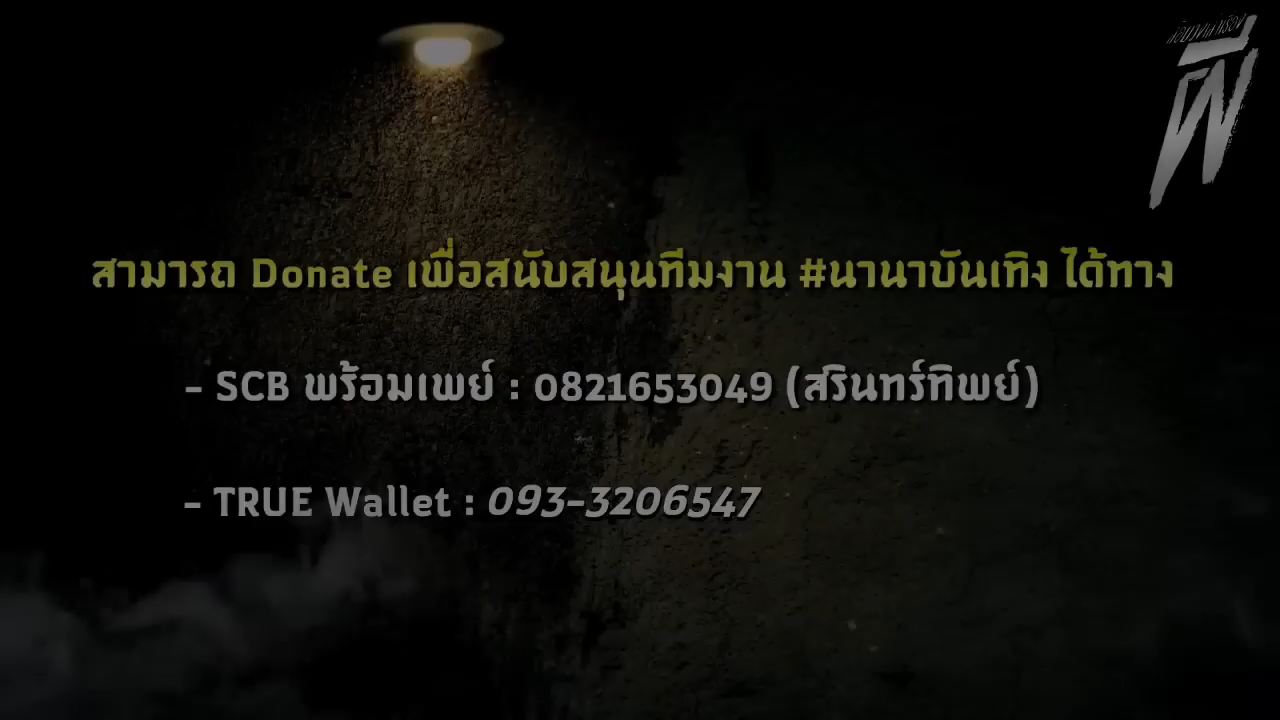 ผี
สามารถ Donate เพื่อสนับสนุนทีมงาน #นานาบันเทิง ได้ทาง
- SCB พร้อมเพย์ : 0821653049 (สรินทร์ทิพย์)
- TRUE Wallet : 093-3206547